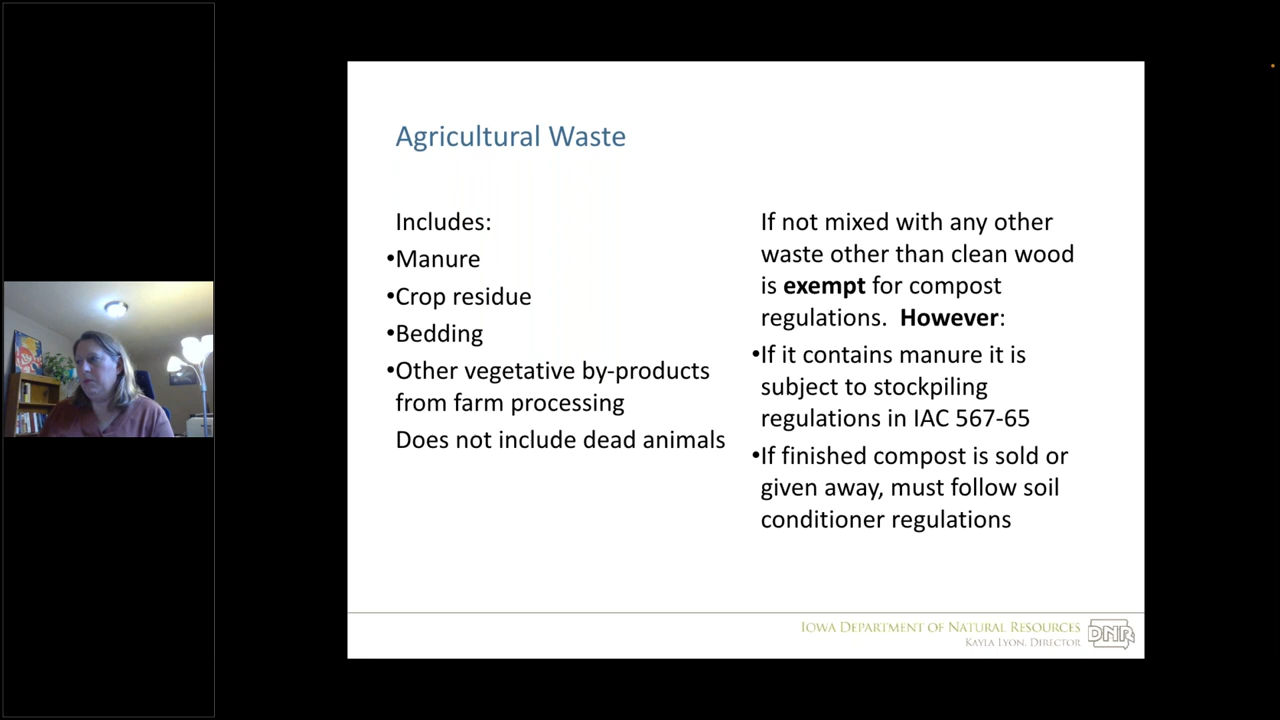 Agricultural Waste
Includes:
•Manure
•Crop residue
•Bedding
•Other vegetative by-products
from farm processing
Does not include dead animals
If not mixed with any other
waste other than clean wood
is exempt for compost
regulations. However:
•If it contains manure it is
subject to stockpiling
regulations in IAC 567-65
•If finished compost is sold or
given away, must follow soil
conditioner regulations
IOWA DEPARTMENT OF NATURAL RESOURCES
KAYLA LYON, DIRECTOR
DNR